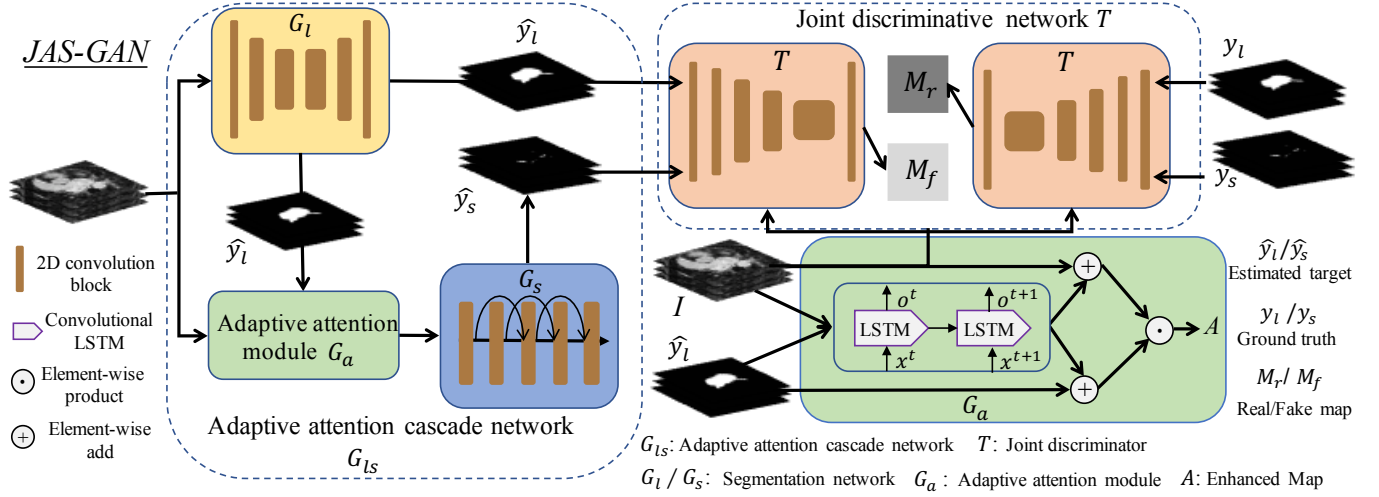 JAS-GAN
G_l
ŷ_l
ŷ_s
ŷ_l
2D convolution
block
Convolutional
LSTM
Element-wise
product
Element-wise
add
Adaptive attention
module G_a
G_s
Adaptive attention cascade network
G_ls
Joint discriminative network T
T
M_r
M_f
T
y_l
y_s
I
ŷ_l
o^t
o^{t+1}
LSTM
LSTM
x^t
x^{t+1}
G_a
A
ŷ_l/ŷ_s
Estimated target
y_l/y_s
Ground truth
M_r/ M_f
Real/Fake map
G_ls: Adaptive attention cascade network T: Joint discriminator
G_l / G_s: Segmentation network G_a: Adaptive attention module A: Enhanced Map